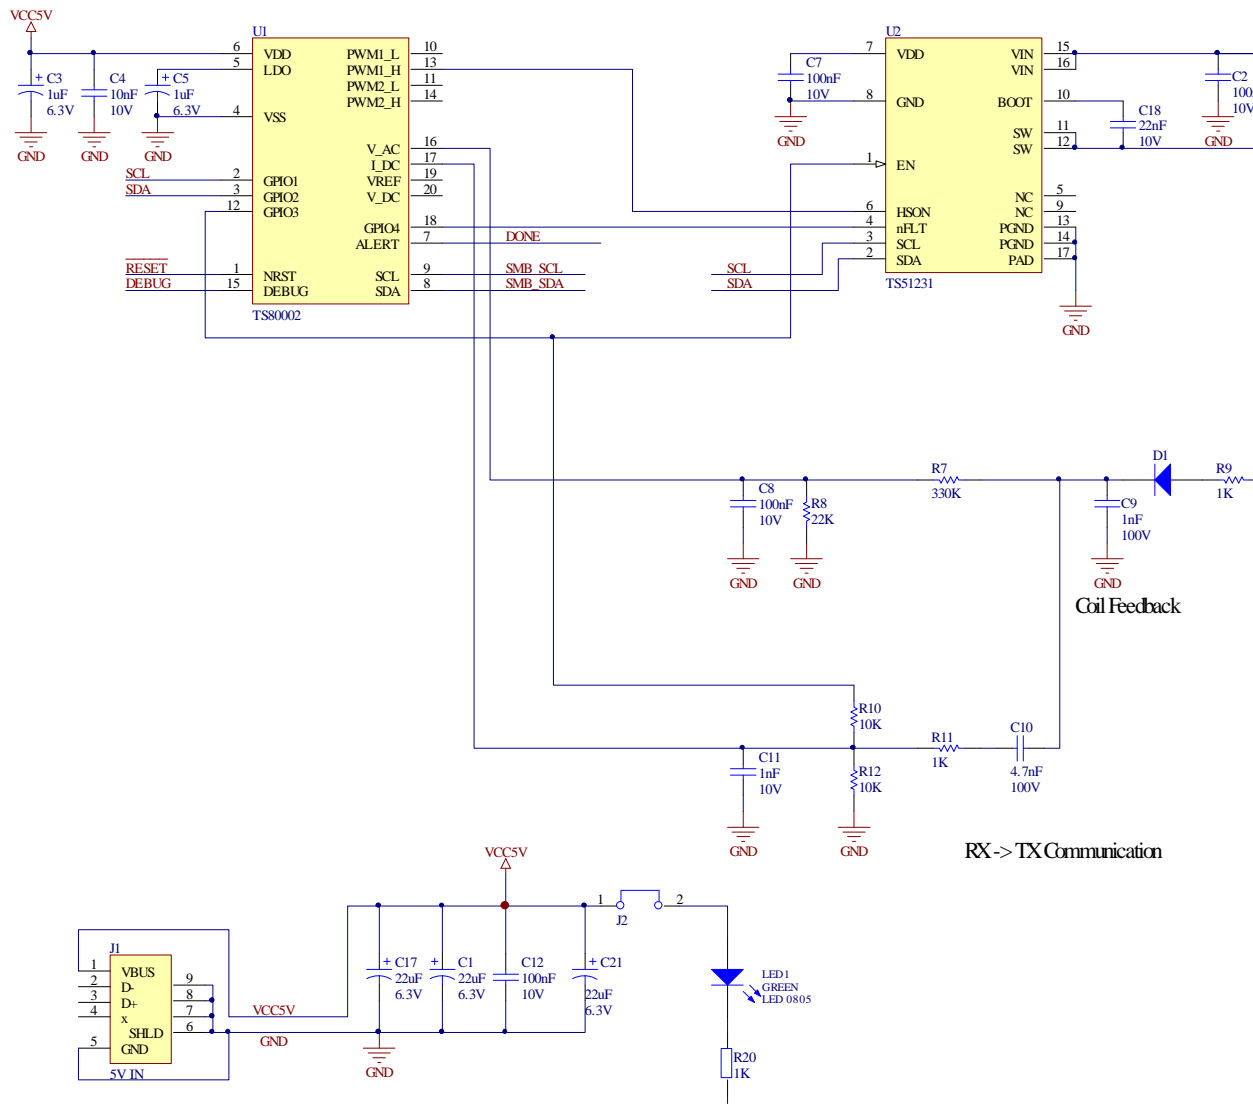 VCC5V
U1
U2
6 VDD PWM1_L 10
5 LDO PWM1_H 13
PWM2_L 11
PWM2_H 14
4 VSS
V_AC 16
I_DC 17
SCL 2 GPIO1 VREF 19
SDA 3 GPIO2 V_DC 20
12 GPIO3
GPIO4 18
ALERT 7 DONE
RESET 1 NRST SCL 9 SMB_SCL
DEBUG 15 DEBUG SDA 8 SMB_SDA
TS80002
+ C3
1uF
6.3V
GND
C4
10nF
10V
GND
+ C5
1uF
6.3V
GND
C7
100nF
10V
GND
7 VDD VIN 15
VIN 16
8 GND BOOT 10
SW 11
SW 12
1 EN
NC 5
6 HSON NC 9
4 nFLT PGND 13
SCL 3 SCL PGND 14
SDA 2 SDA PAD 17
TS51231
GND
C18
22nF
10V
C2
10V
GND
C8
100nF
10V
GND
R8
22K
GND
R7
330K
C9
1nF
100V
GND
D1
R9
1K
Coil Feedback
R10
10K
R12
10K
GND
C11
1nF
10V
GND
R11
1K
C10
4.7nF
100V
RX -> TX Communication
VCC5V
J1
1 VBUS
2 D-
3 D+
4 x
SHLD
5 GND
9
8
7
6
5V IN
VCC5V
GND
+ C17
22uF
6.3V
GND
+ C1
22uF
6.3V
C12
100nF
10V
+ C21
22uF
6.3V
1 J2 2
LED1
GREEN
LED 0805
R20
1K